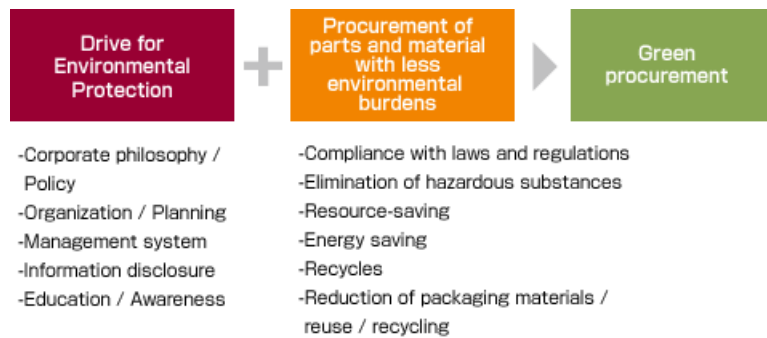 Drive for
Environmental
Protection
Procurement of
parts and material
with less
environmental
burdens
Green
procurement
-Corporate philosophy /
Policy
-Organization / Planning
-Management system
-Information disclosure
-Education / Awareness
-Compliance with laws and regulations
-Elimination of hazardous substances
-Resource-saving
-Energy saving
-Recycles
-Reduction of packaging materials /
reuse / recycling